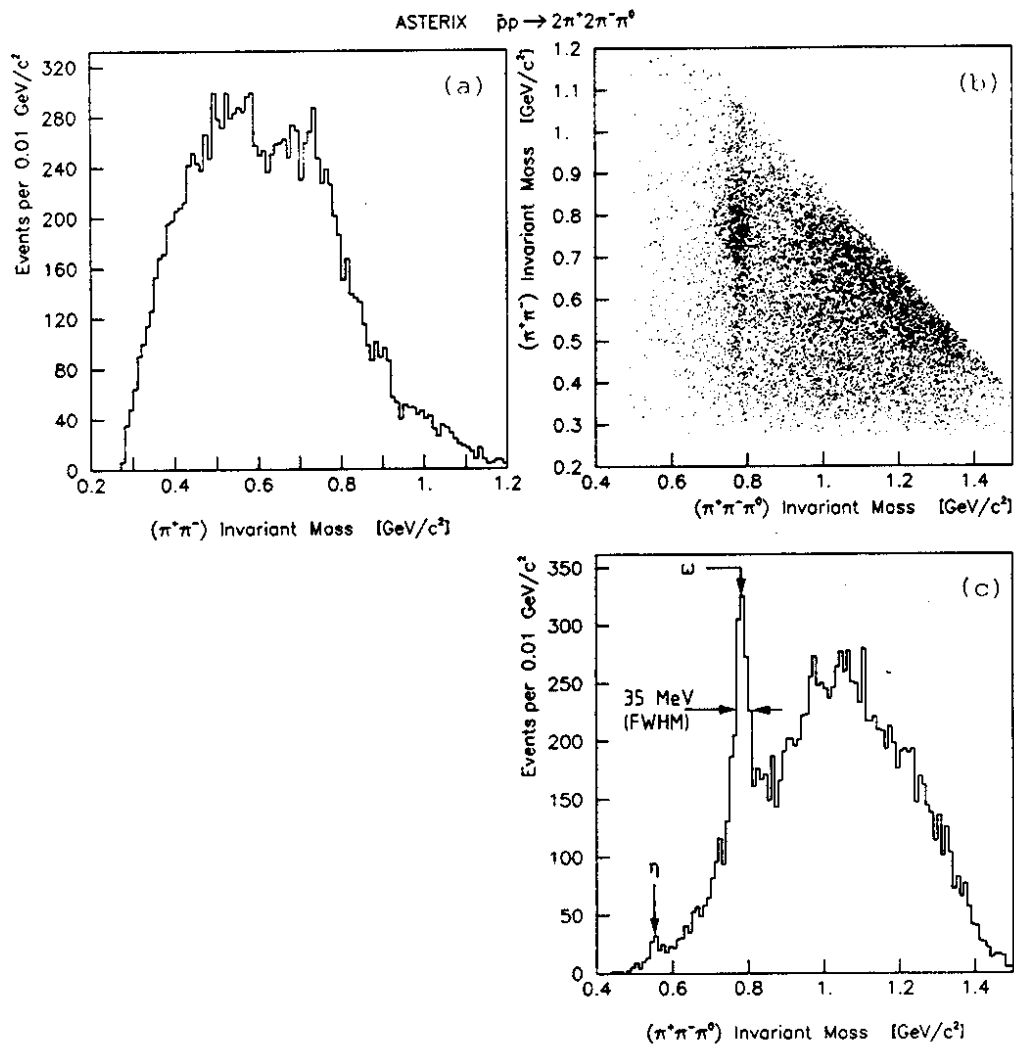 ASTERIX p̄p → 2π⁺2π⁻π⁰
(a)
Events per 0.01 GeV/c²
320
280
240
200
160
120
80
40
0
0.2 0.4 0.6 0.8 1. 1.2
(π⁺π⁻) Invariant Mass [GeV/c²]
(b)
(π⁺π⁻) Invariant Mass [GeV/c²]
1.2
1.1
1.
0.9
0.8
0.7
0.6
0.5
0.4
0.3
0.2
0.4 0.6 0.8 1. 1.2 1.4
(π⁺π⁻π⁰) Invariant Mass [GeV/c²]
(c)
Events per 0.01 GeV/c²
350
300
250
200
150
100
50
0
ω
35 MeV
(FWHM)
η
0.4 0.6 0.8 1. 1.2 1.4
(π⁺π⁻π⁰) Invariant Mass [GeV/c²]